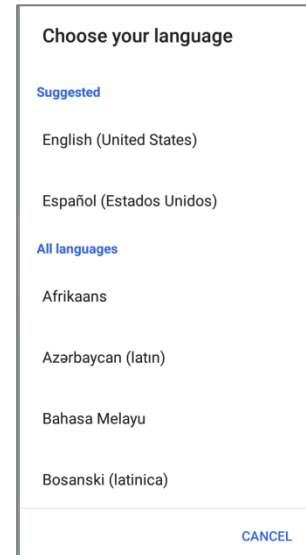 Choose your language
Suggested
English (United States)
Español (Estados Unidos)
All languages
Afrikaans
Azərbaycan (latın)
Bahasa Melayu
Bosanski (latinica)
CANCEL